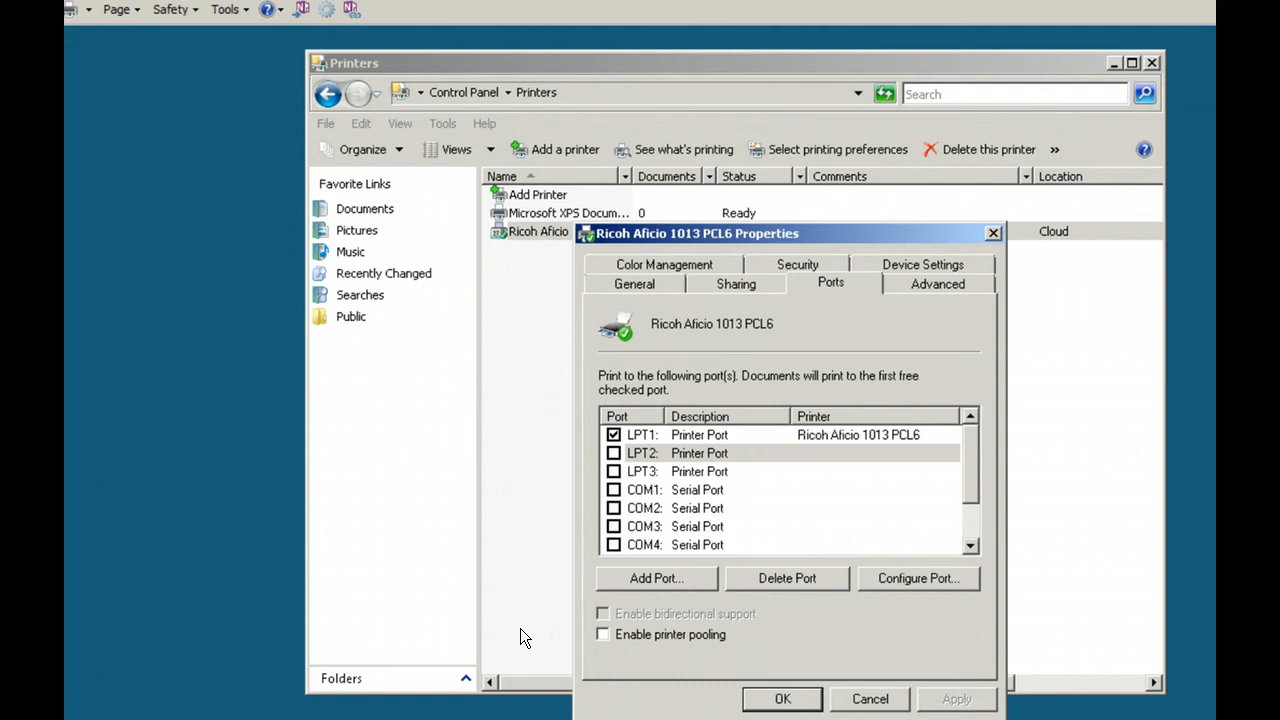 Page Safety Tools
Printers
Control Panel Printers Search
File Edit View Tools Help
Organize Views Add a printer See what's printing Select printing preferences Delete this printer »
Favorite Links
Documents
Pictures
Music
Recently Changed
Searches
Public
Folders
Name Documents Status Comments Location
Add Printer
Microsoft XPS Docum... 0 Ready
Ricoh Aficio Cloud
Ricoh Aficio 1013 PCL6 Properties
Color Management Security Device Settings
General Sharing Ports Advanced
Ricoh Aficio 1013 PCL6
Print to the following port(s). Documents will print to the first free
checked port.
Port Description Printer
LPT1: Printer Port Ricoh Aficio 1013 PCL6
LPT2: Printer Port
LPT3: Printer Port
COM1: Serial Port
COM2: Serial Port
COM3: Serial Port
COM4: Serial Port
Add Port... Delete Port Configure Port...
Enable bidirectional support
Enable printer pooling
OK Cancel Apply